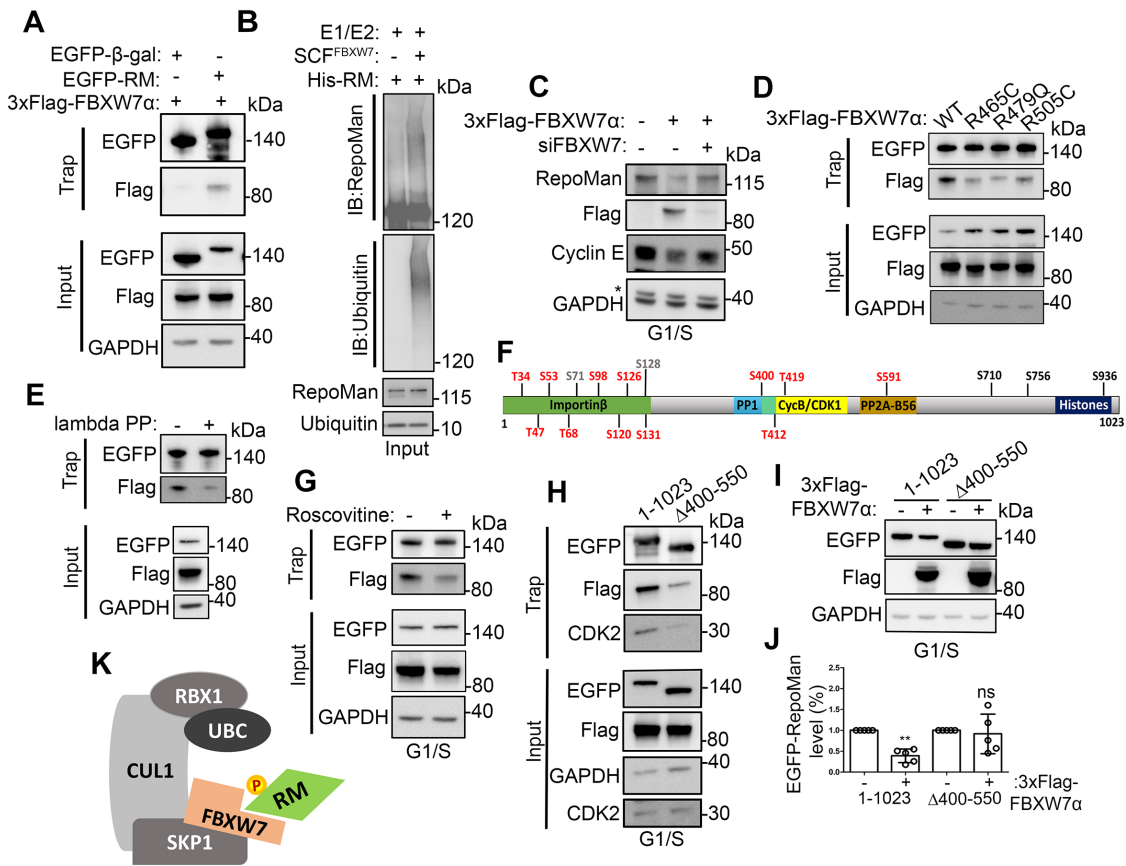 A
EGFP-β-gal: + -
EGFP-RM: - +
3xFlag-FBXW7α: + +
kDa
Trap
EGFP -140
Flag -80
Input
EGFP -140
Flag -80
GAPDH -40
B
E1/E2: + +
SCFFBXW7: - +
His-RM: + +
kDa
IB:RepoMan
-120
IB:Ubiquitin
-120
RepoMan -115
Ubiquitin -10
Input
C
3xFlag-FBXW7α: - + +
siFBXW7: - - +
kDa
RepoMan -115
Flag -80
Cyclin E -50
*
GAPDH -40
G1/S
D
3xFlag-FBXW7α: WT R465C R479Q R505C
kDa
Trap
EGFP -140
Flag -80
Input
EGFP -140
Flag -80
GAPDH -40
E
lambda PP: - +
kDa
Trap
EGFP -140
Flag -80
Input
EGFP -140
Flag -80
GAPDH -40
F
T34 S53 S71 S98 S126 S128 S400 T419 S591 S710 S756 S936
Importinβ PP1 CycB/CDK1 PP2A-B56 Histones
1 T47 T68 S120 S131 T412 1023
G
Roscovitine: - +
kDa
Trap
EGFP -140
Flag -80
Input
EGFP -140
Flag -80
GAPDH -40
G1/S
H
1-1023 Δ400-550
kDa
Trap
EGFP -140
Flag -80
CDK2 -30
Input
EGFP -140
Flag -80
GAPDH -40
CDK2 -30
G1/S
I
1-1023 Δ400-550
3xFlag-
FBXW7α: - + - +
kDa
EGFP -140
Flag -80
GAPDH -40
G1/S
J
EGFP-RepoMan
level (%)
2.5
2.0
1.5
1.0
0.5
0.0
**
ns
- + - + :3xFlag-
FBXW7α
1-1023 Δ400-550
K
RBX1
UBC
CUL1
P
RM
FBXW7
SKP1